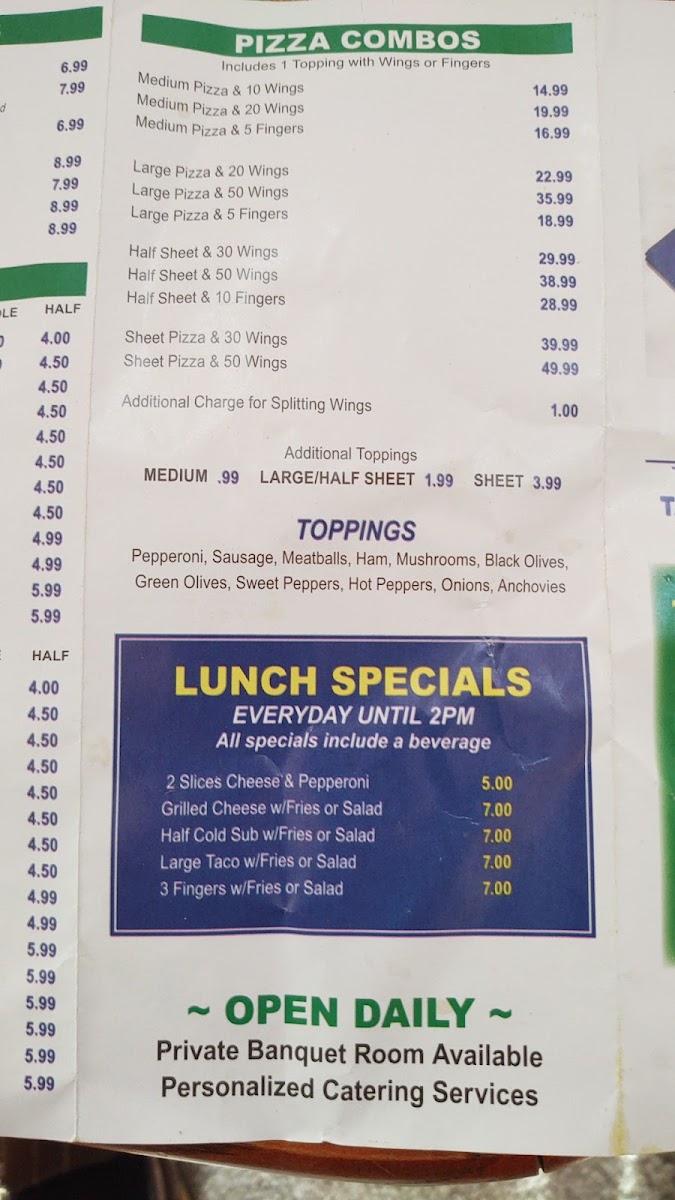 6.99
7.99
d
6.99
8.99
7.99
8.99
8.99
HALF
4.00
4.50
4.50
4.50
4.50
4.50
4.50
4.50
4.99
4.99
5.99
5.99
HALF
4.00
4.50
4.50
4.50
4.50
4.50
4.50
4.50
4.99
4.99
5.99
5.99
5.99
5.99
5.99
5.99
PIZZA COMBOS
Includes 1 Topping with Wings or Fingers
Medium Pizza & 10 Wings 14.99
Medium Pizza & 20 Wings 19.99
Medium Pizza & 5 Fingers 16.99
Large Pizza & 20 Wings 22.99
Large Pizza & 50 Wings 35.99
Large Pizza & 5 Fingers 18.99
Half Sheet & 30 Wings 29.99
Half Sheet & 50 Wings 38.99
Half Sheet & 10 Fingers 28.99
Sheet Pizza & 30 Wings 39.99
Sheet Pizza & 50 Wings 49.99
Additional Charge for Splitting Wings 1.00
Additional Toppings
MEDIUM .99 LARGE/HALF SHEET 1.99 SHEET 3.99
TOPPINGS
Pepperoni, Sausage, Meatballs, Ham, Mushrooms, Black Olives,
Green Olives, Sweet Peppers, Hot Peppers, Onions, Anchovies
LUNCH SPECIALS
EVERYDAY UNTIL 2PM
All specials include a beverage
2 Slices Cheese & Pepperoni 5.00
Grilled Cheese w/Fries or Salad 7.00
Half Cold Sub w/Fries or Salad 7.00
Large Taco w/Fries or Salad 7.00
3 Fingers w/Fries or Salad 7.00
~ OPEN DAILY ~
Private Banquet Room Available
Personalized Catering Services